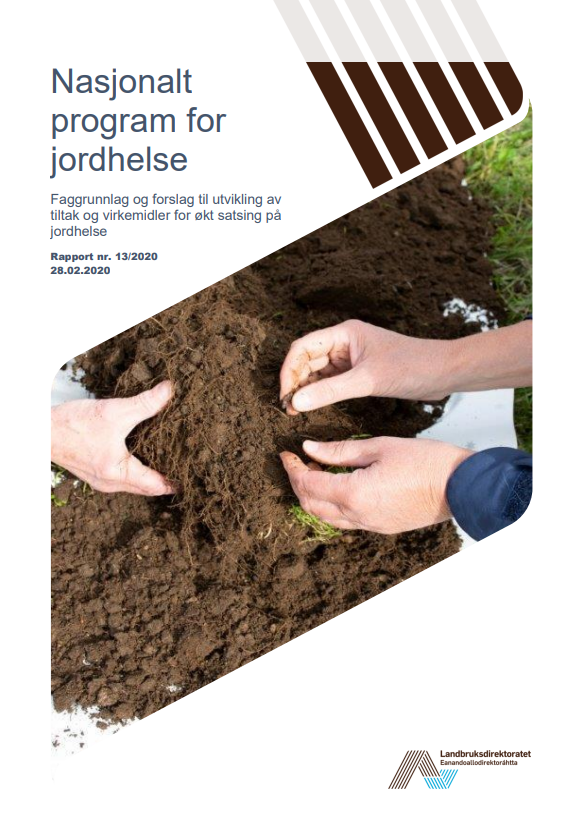 Nasjonalt
program for
jordhelse
Faggrunnlag og forslag til utvikling av
tiltak og virkemidler for økt satsing på
jordhelse
Rapport nr. 13/2020
28.02.2020
Landbruksdirektoratet
Eanandoallodirektoráhtta